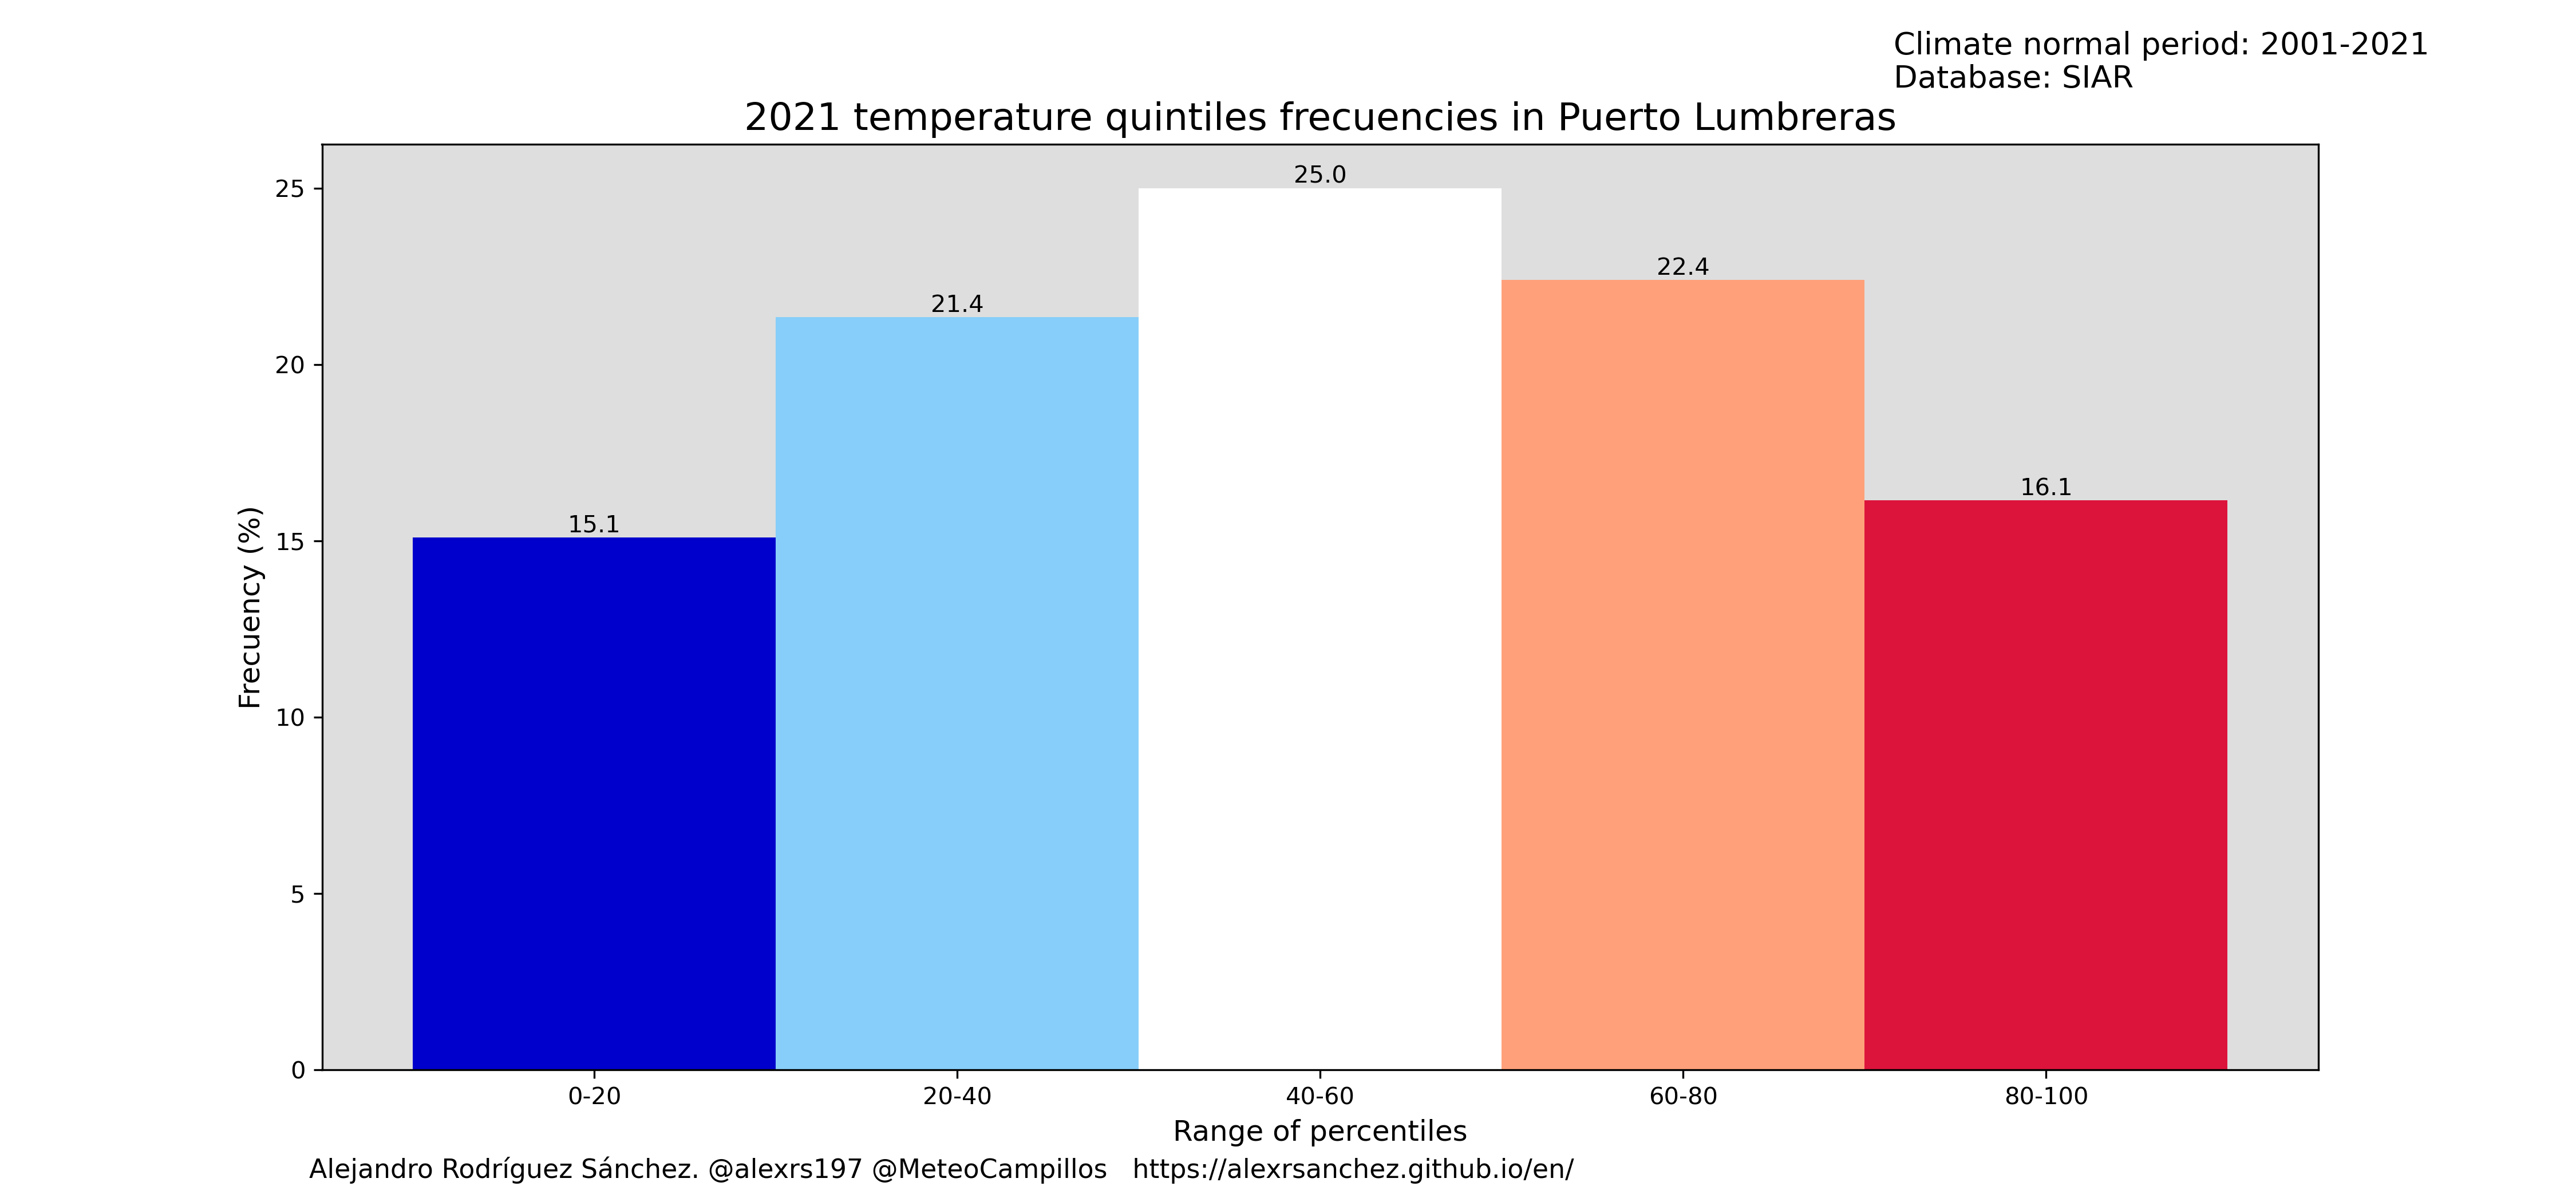 Climate normal period: 2001-2021
Database: SIAR
2021 temperature quintiles frecuencies in Puerto Lumbreras
25
20
15
10
5
0
Frecuency (%)
15.1
21.4
25.0
22.4
16.1
0-20
20-40
40-60
60-80
80-100
Range of percentiles
Alejandro Rodríguez Sánchez. @alexrs197 @MeteoCampillos   https://alexrsanchez.github.io/en/